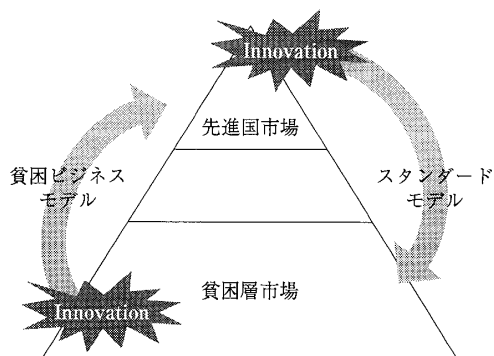 Innovation
先進国市場
貧困ビジネス
モデル
スタンダード
モデル
貧困層市場
Innovation